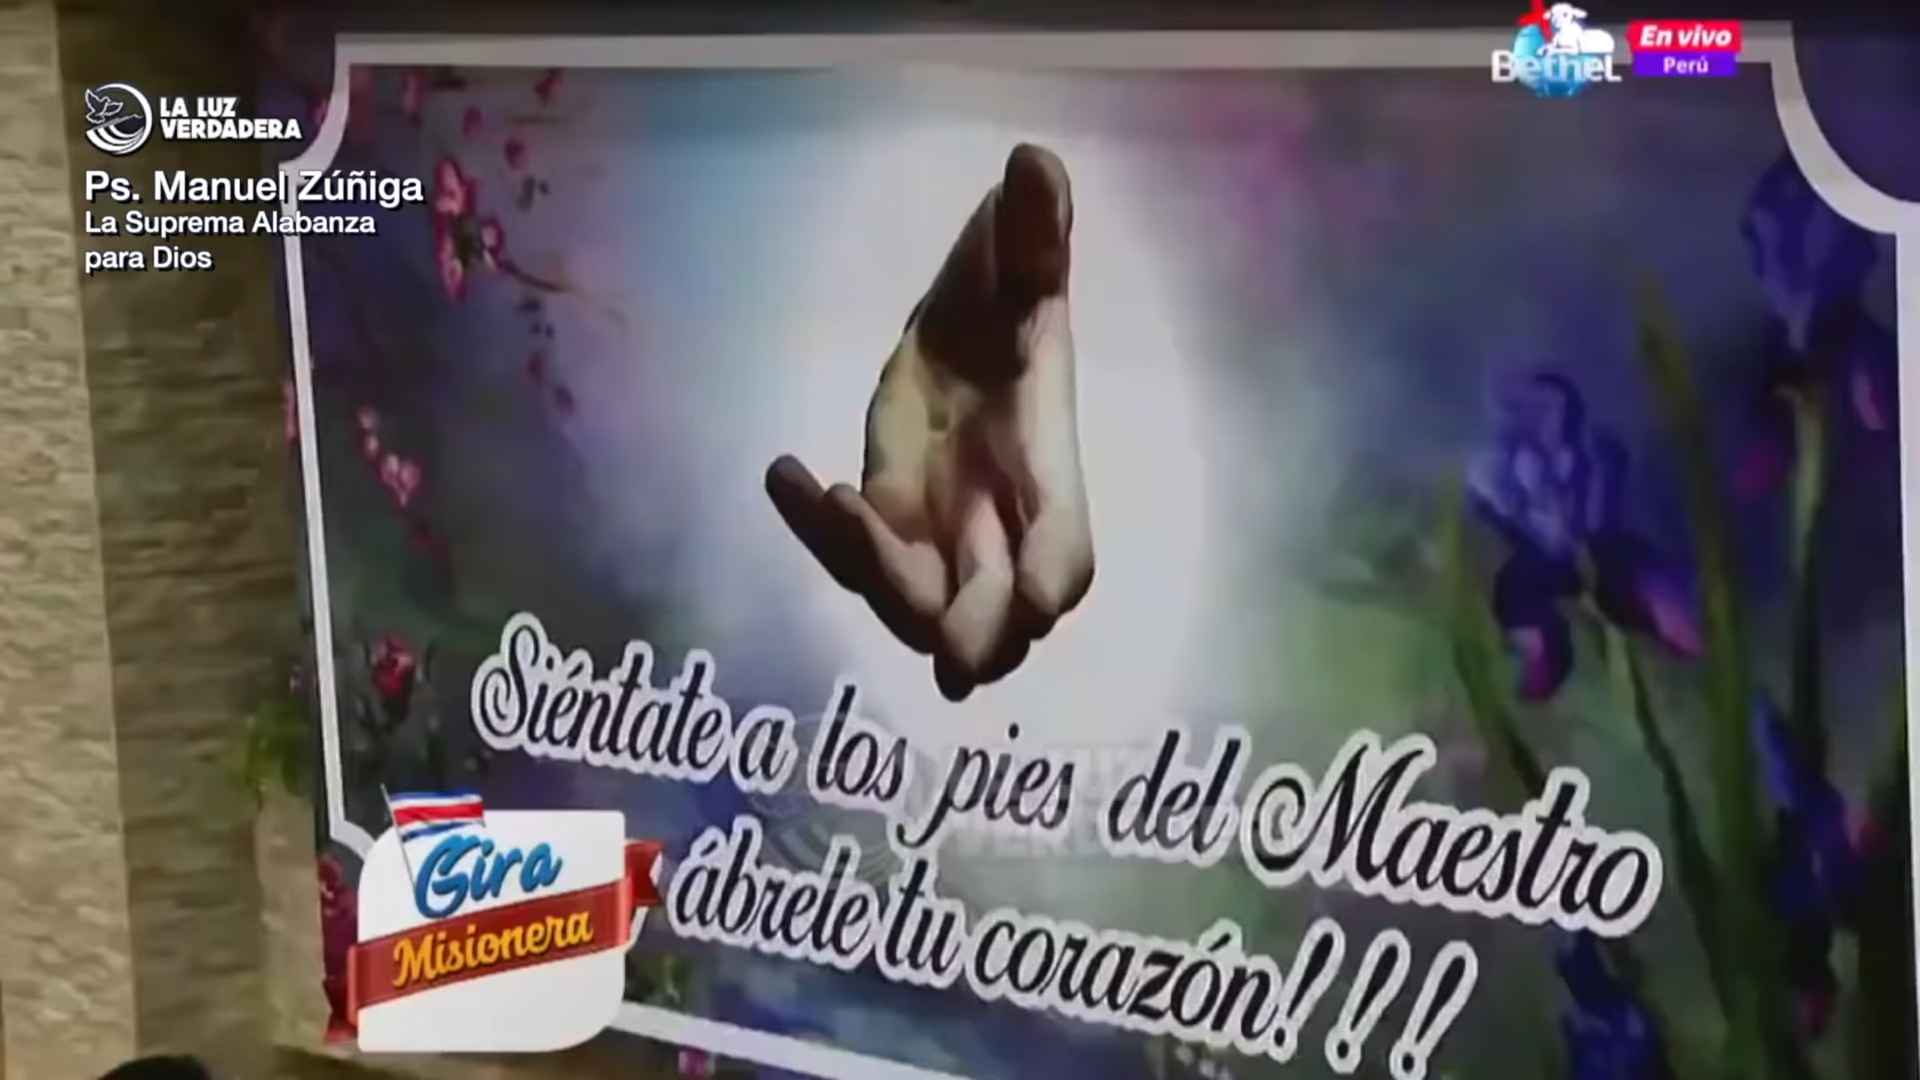 Bethel
En vivo
Perú
LA LUZ
VERDADERA
Ps. Manuel Zúñiga
La Suprema Alabanza
para Dios
Siéntate a los pies del Maestro
y ábrele tu corazón!!!
Gira
Misionera